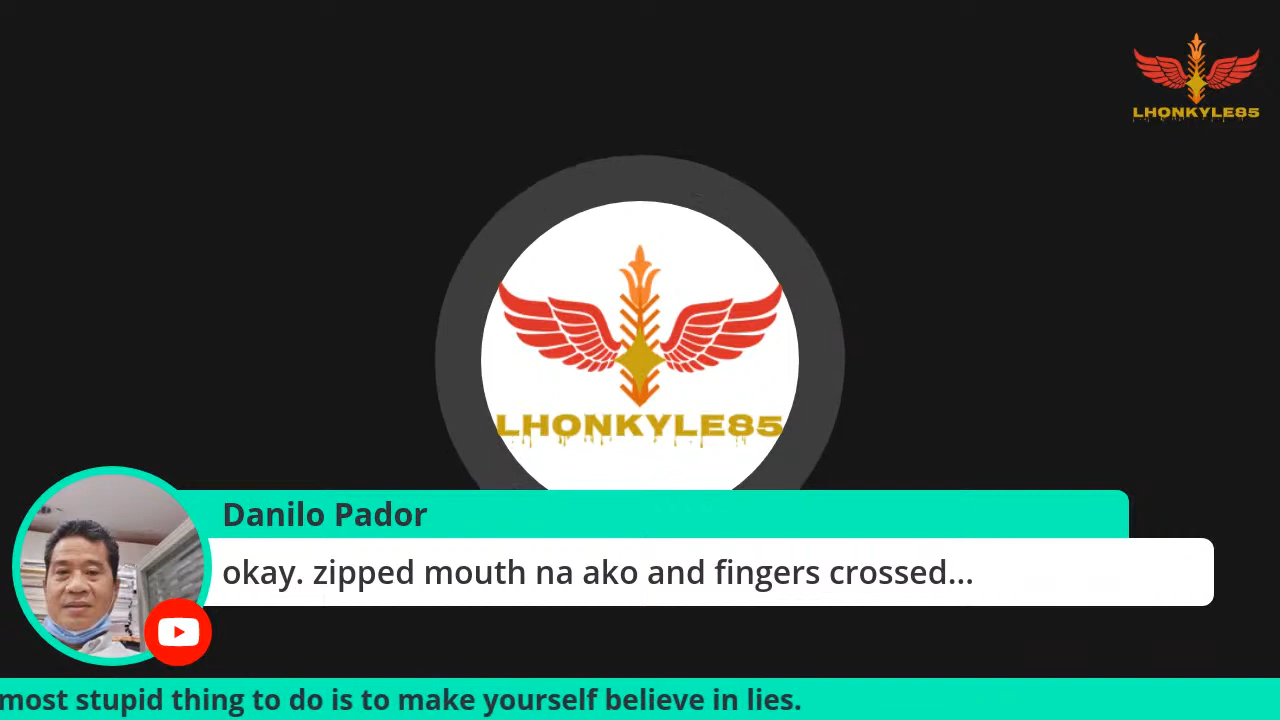 LHONKYLE85
LHONKYLE85
Danilo Pador
okay. zipped mouth na ako and fingers crossed...
most stupid thing to do is to make yourself believe in lies.